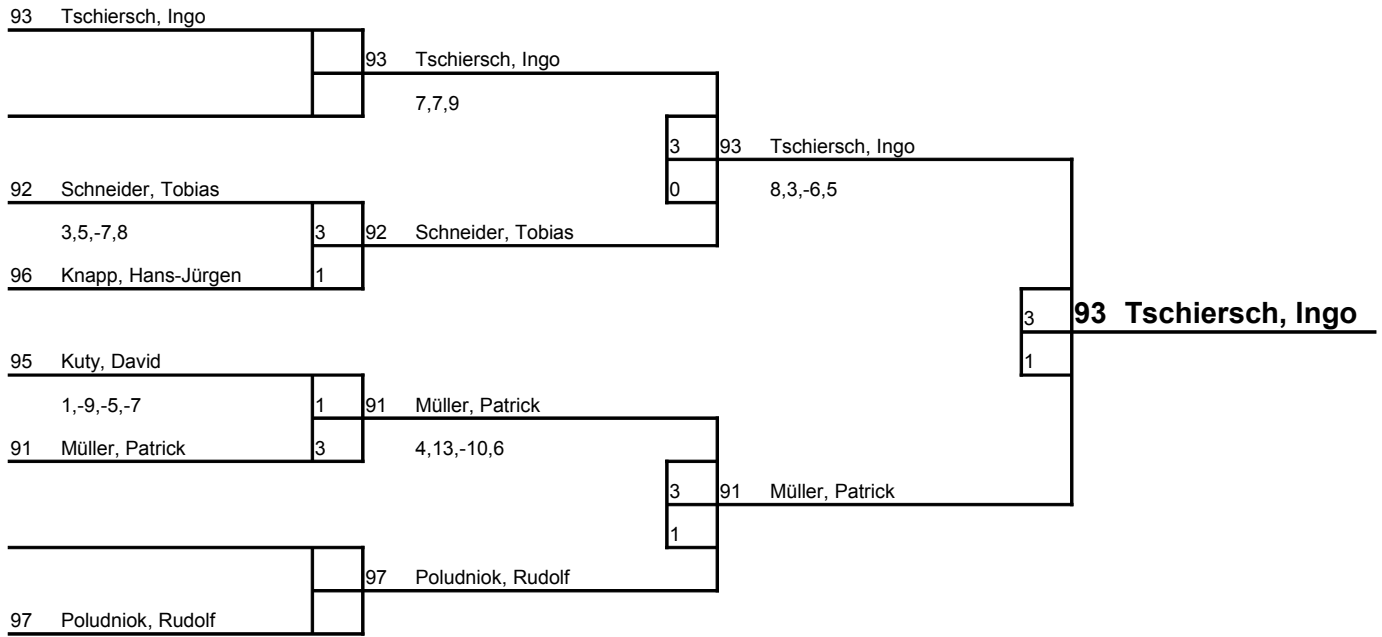 93 Tschiersch, Ingo
93 Tschiersch, Ingo
7,7,9
3 93 Tschiersch, Ingo
92 Schneider, Tobias 0 8,3,-6,5
3,5,-7,8 3 92 Schneider, Tobias
96 Knapp, Hans-Jürgen 1
3 93 Tschiersch, Ingo
95 Kuty, David 1
1,-9,-5,-7 1 91 Müller, Patrick
91 Müller, Patrick 3 4,13,-10,6
3 91 Müller, Patrick
1
97 Poludniok, Rudolf
97 Poludniok, Rudolf